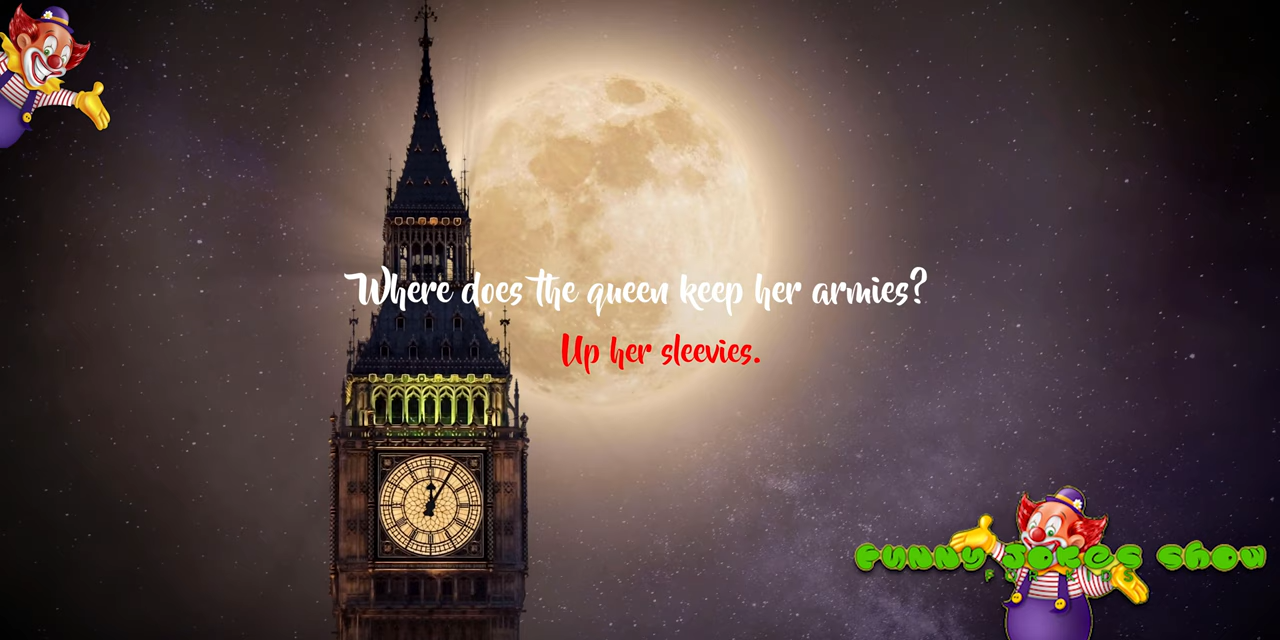 Where does the queen keep her armies?
Up her sleevies.
Funny Jokes Show